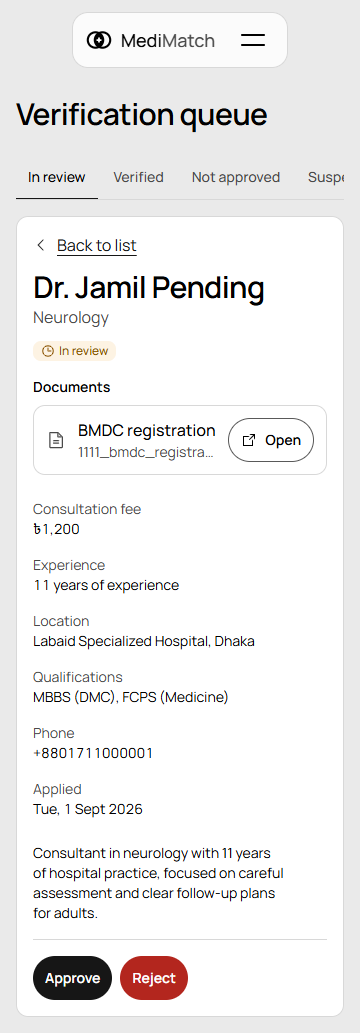 MediMatch
Verification queue
In review
Verified
Not approved
Suspe
Back to list
Dr. Jamil Pending
Neurology
In review
Documents
BMDC registration
1111_bmdc_registra...
Open
Consultation fee
৳1,200
Experience
11 years of experience
Location
Labaid Specialized Hospital, Dhaka
Qualifications
MBBS (DMC), FCPS (Medicine)
Phone
+8801711000001
Applied
Tue, 1 Sept 2026
Consultant in neurology with 11 years
of hospital practice, focused on careful
assessment and clear follow-up plans
for adults.
Approve
Reject